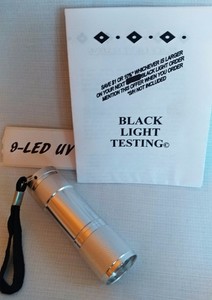 SAVE $1 OR 10% WHICHEVER IS LARGER
ON YOUR NEXT BLACK LIGHT ORDER
MENTION THIS OFFER WHEN YOU ORDER
*S/H NOT INCLUDED
BLACK
LIGHT
TESTING©
9-LED UV